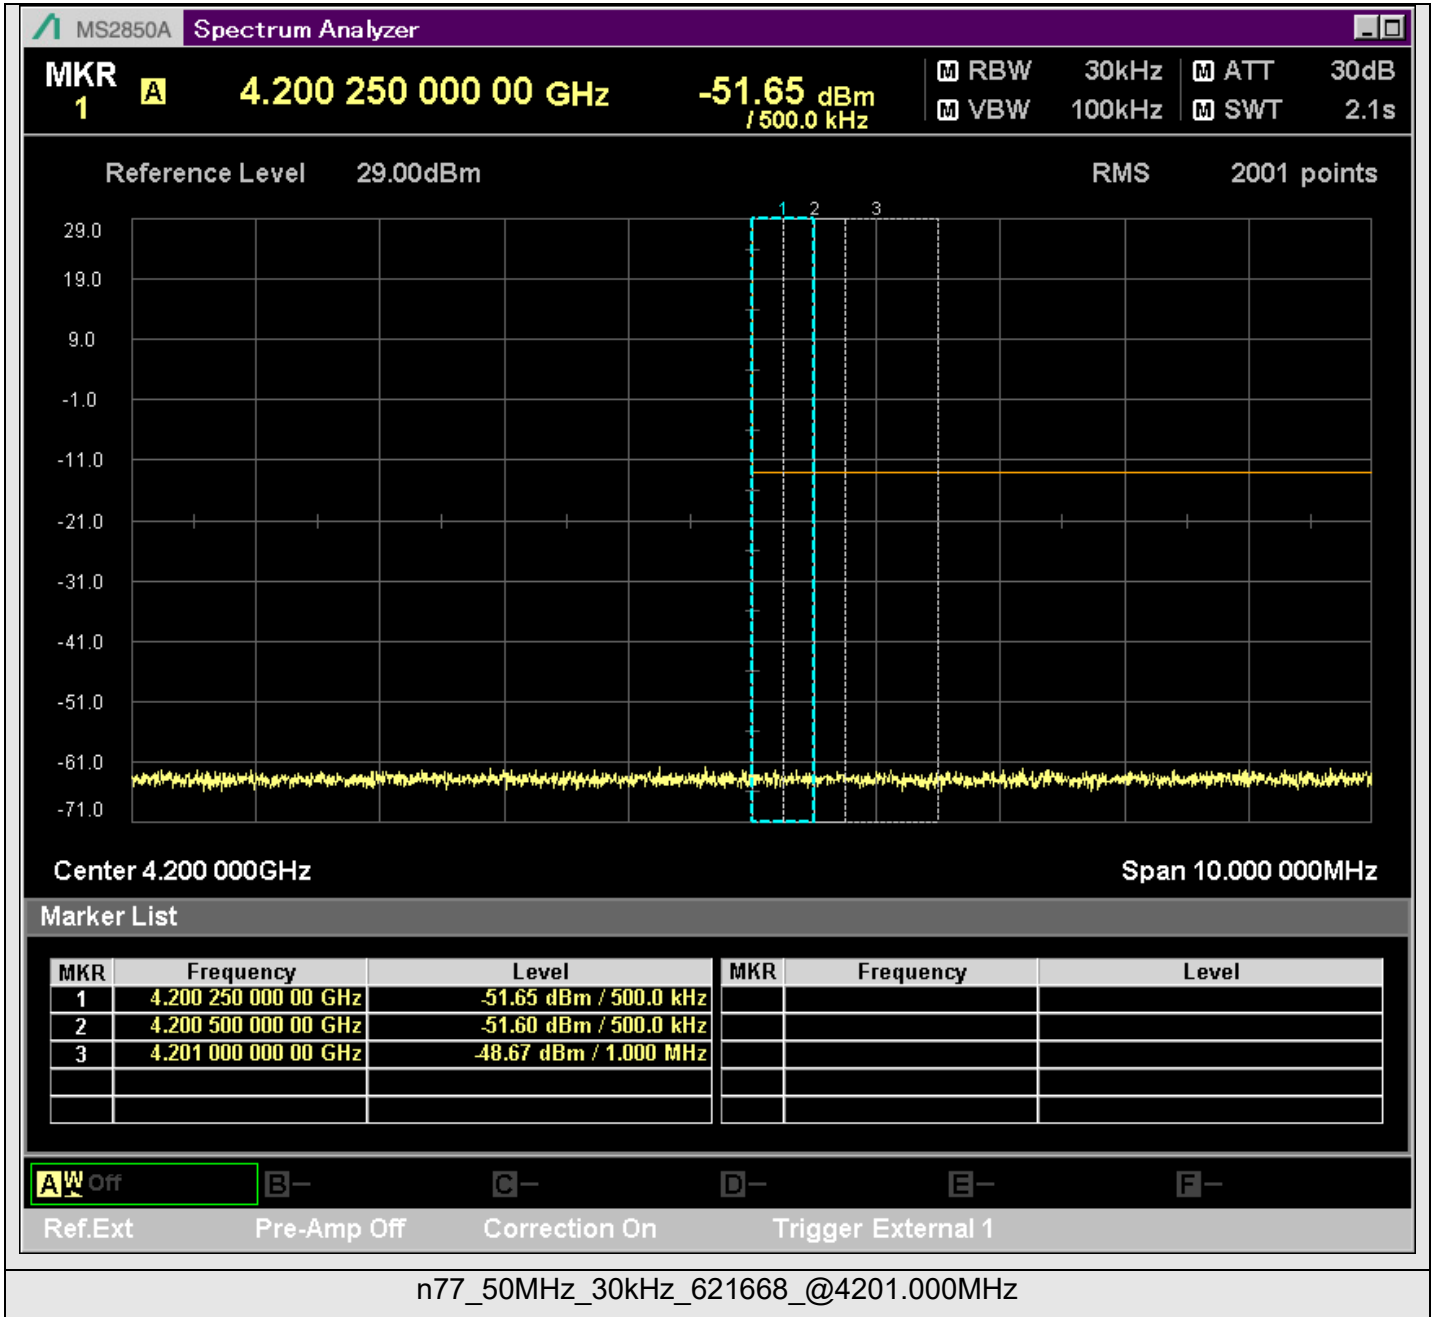 MS2850A Spectrum Analyzer
MKR 1 A 4.200 250 000 00 GHz -51.65 dBm / 500.0 kHz
M RBW 30kHz M ATT 30dB
M VBW 100kHz M SWT 2.1s
Reference Level 29.00dBm RMS 2001 points
1 2 3
29.0
19.0
9.0
-1.0
-11.0
-21.0
-31.0
-41.0
-51.0
-61.0
-71.0
Center 4.200 000GHz Span 10.000 000MHz
Marker List
MKR Frequency Level MKR Frequency Level
1 4.200 250 000 00 GHz -51.65 dBm / 500.0 kHz
2 4.200 500 000 00 GHz -51.60 dBm / 500.0 kHz
3 4.201 000 000 00 GHz -48.67 dBm / 1.000 MHz
A W Off B C D E F
Ref.Ext Pre-Amp Off Correction On Trigger External 1
n77_50MHz_30kHz_621668_@4201.000MHz